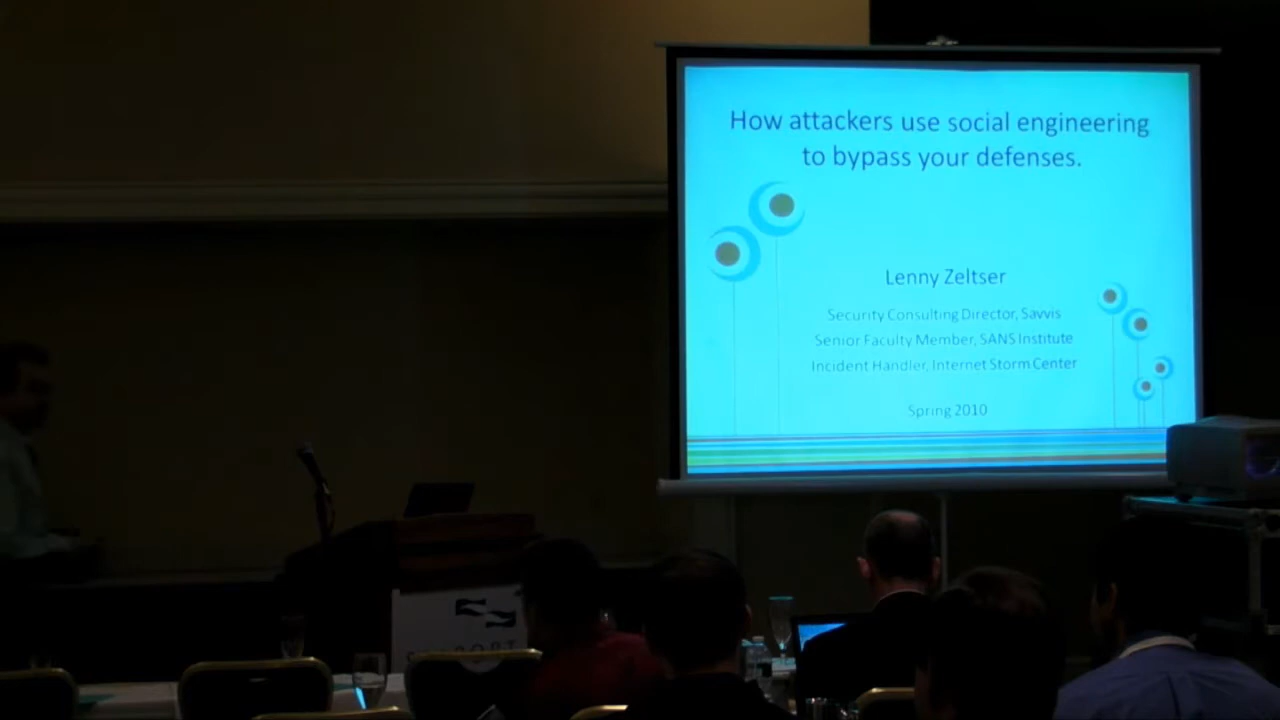 How attackers use social engineering
to bypass your defenses.
Lenny Zeltser
Security Consulting Director, Savvis
Senior Faculty Member, SANS Institute
Incident Handler, Internet Storm Center
Spring 2010